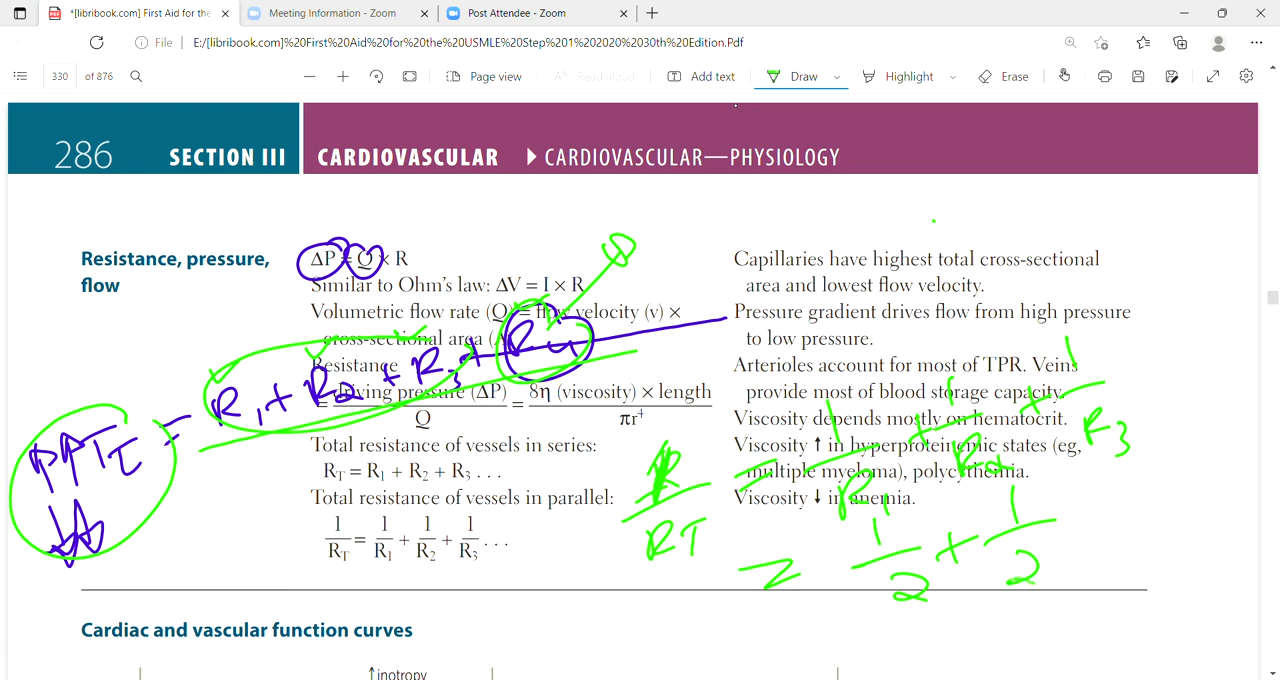 *[libribook.com] First Aid for the
Meeting Information - Zoom
Post Attendee - Zoom
File
E:/[libribook.com]%20First%20Aid%20for%20the%20USMLE%20Step%201%202020%2030th%20Edition.Pdf
330 of 876
Page view
Read aloud
Add text
Draw
Highlight
Erase
286 SECTION III CARDIOVASCULAR ▶ CARDIOVASCULAR—PHYSIOLOGY
Resistance, pressure,
flow
ΔP = Q × R
Similar to Ohm's law: ΔV = I × R
Volumetric flow rate (Q) = flow velocity (v) ×
cross-sectional area (
Resistance
= driving pressure (ΔP) / Q = 8η (viscosity) × length / πr⁴
Total resistance of vessels in series:
R_T = R₁ + R₂ + R₃ . . .
Total resistance of vessels in parallel:
1/R_T = 1/R₁ + 1/R₂ + 1/R₃ . . .
Capillaries have highest total cross-sectional
area and lowest flow velocity.
Pressure gradient drives flow from high pressure
to low pressure.
Arterioles account for most of TPR. Veins
provide most of blood storage capacity.
Viscosity depends mostly on hematocrit.
Viscosity ↑ in hyperproteinemic states (eg,
multiple myeloma), polycythemia.
Viscosity ↓ in anemia.
= R₁ + R₂ + R₃ + R₄
/ RT = 1/R₁ + 1/R₂ + 1/R₃
= 1/2 + 1/2
Cardiac and vascular function curves
↑ inotropy